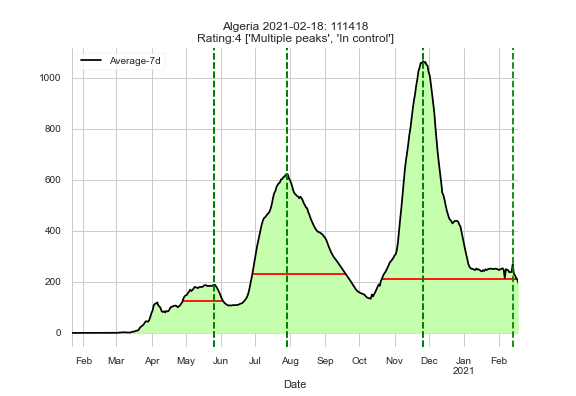 Algeria 2021-02-18: 111418
Rating:4 ['Multiple peaks', 'In control']
Average-7d
1000
800
600
400
200
0
Feb Mar Apr May Jun Jul Aug Sep Oct Nov Dec Jan Feb
2021
Date